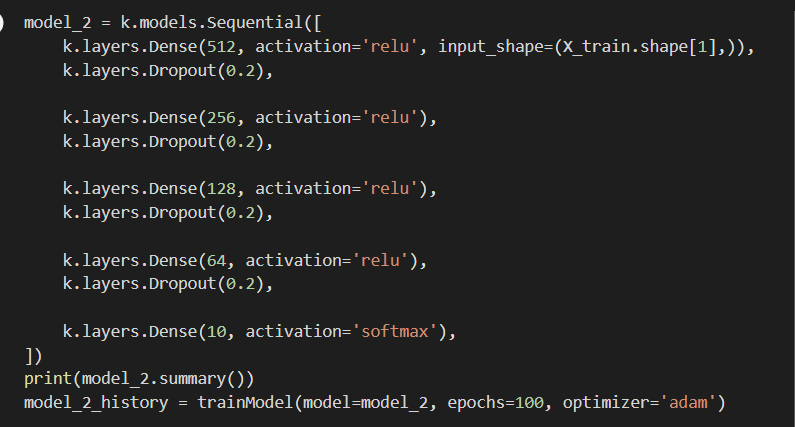 model_2 = k.models.Sequential([
    k.layers.Dense(512, activation='relu', input_shape=(X_train.shape[1],)),
    k.layers.Dropout(0.2),

    k.layers.Dense(256, activation='relu'),
    k.layers.Dropout(0.2),

    k.layers.Dense(128, activation='relu'),
    k.layers.Dropout(0.2),

    k.layers.Dense(64, activation='relu'),
    k.layers.Dropout(0.2),

    k.layers.Dense(10, activation='softmax'),
])
print(model_2.summary())
model_2_history = trainModel(model=model_2, epochs=100, optimizer='adam')